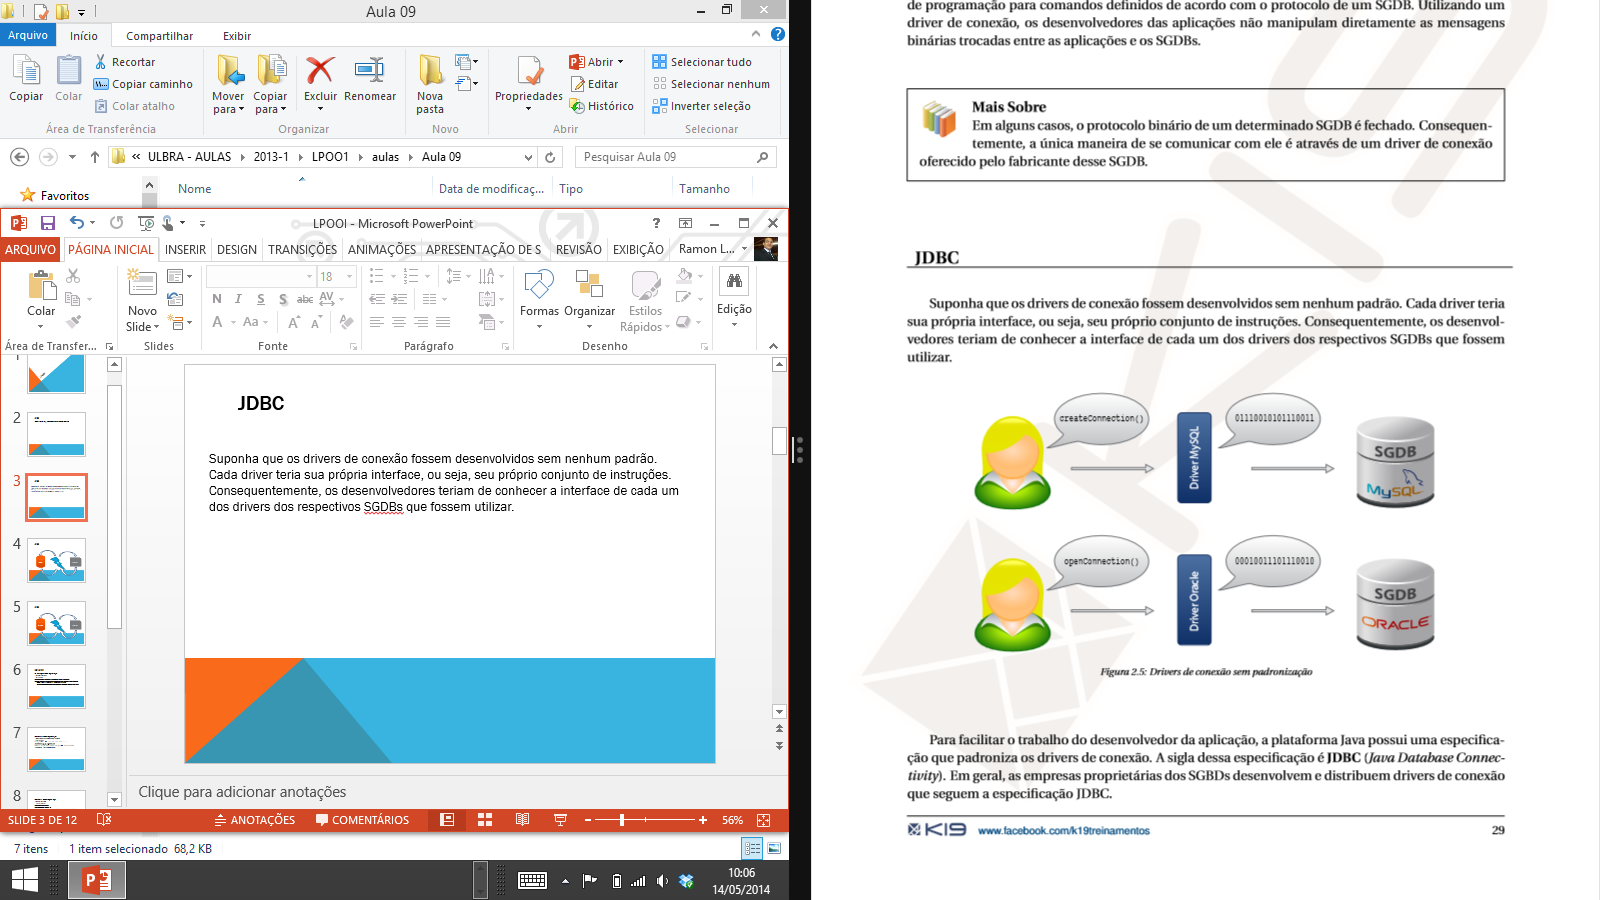 Aula 09
Arquivo
Início
Compartilhar
Exibir
Copiar
Colar
Recortar
Copiar caminho
Colar atalho
Área de Transferência
Mover para
Copiar para
Excluir
Renomear
Organizar
Nova pasta
Novo
Propriedades
Abrir
Editar
Histórico
Abrir
Selecionar tudo
Selecionar nenhum
Inverter seleção
Selecionar
ULBRA - AULAS
2013-1
LPOO1
aulas
Aula 09
Pesquisar Aula 09
Favoritos
Nome
Data de modificaç...
Tipo
Tamanho
LPOOI - Microsoft PowerPoint
ARQUIVO
PÁGINA INICIAL
INSERIR
DESIGN
TRANSIÇÕES
ANIMAÇÕES
APRESENTAÇÃO DE S
REVISÃO
EXIBIÇÃO
Ramon L...
Colar
Novo Slide
18
N I S S abc AV
A Aa A A
Formas
Organizar
Estilos Rápidos
Edição
Área de Transfer...
Slides
Fonte
Parágrafo
Desenho
2
3
4
5
6
7
8
JDBC
Suponha que os drivers de conexão fossem desenvolvidos sem nenhum padrão.
Cada driver teria sua própria interface, ou seja, seu próprio conjunto de instruções.
Consequentemente, os desenvolvedores teriam de conhecer a interface de cada um
dos drivers dos respectivos SGDBs que fossem utilizar.
Clique para adicionar anotações
SLIDE 3 DE 12
ANOTAÇÕES
COMENTÁRIOS
56%
7 itens
1 item selecionado 68,2 KB
10:06
14/05/2014
de programação para comandos definidos de acordo com o protocolo de um SGDB. Utilizando um
driver de conexão, os desenvolvedores das aplicações não manipulam diretamente as mensagens
binárias trocadas entre as aplicações e os SGDBs.
Mais Sobre
Em alguns casos, o protocolo binário de um determinado SGDB é fechado. Consequen-
temente, a única maneira de se comunicar com ele é através de um driver de conexão
oferecido pelo fabricante desse SGDB.
JDBC
Suponha que os drivers de conexão fossem desenvolvidos sem nenhum padrão. Cada driver teria
sua própria interface, ou seja, seu próprio conjunto de instruções. Consequentemente, os desenvol-
vedores teriam de conhecer a interface de cada um dos drivers dos respectivos SGDBs que fossem
utilizar.
createConnection()
Driver MySQL
01110010101110011
SGDB
MySQL
openConnection()
Driver Oracle
00010011101110010
SGDB
ORACLE
Figura 2.5: Drivers de conexão sem padronização
Para facilitar o trabalho do desenvolvedor da aplicação, a plataforma Java possui uma especifica-
ção que padroniza os drivers de conexão. A sigla dessa especificação é JDBC (Java Database Connec-
tivity). Em geral, as empresas proprietárias dos SGBDs desenvolvem e distribuem drivers de conexão
que seguem a especificação JDBC.
K19
www.facebook.com/k19treinamentos
29